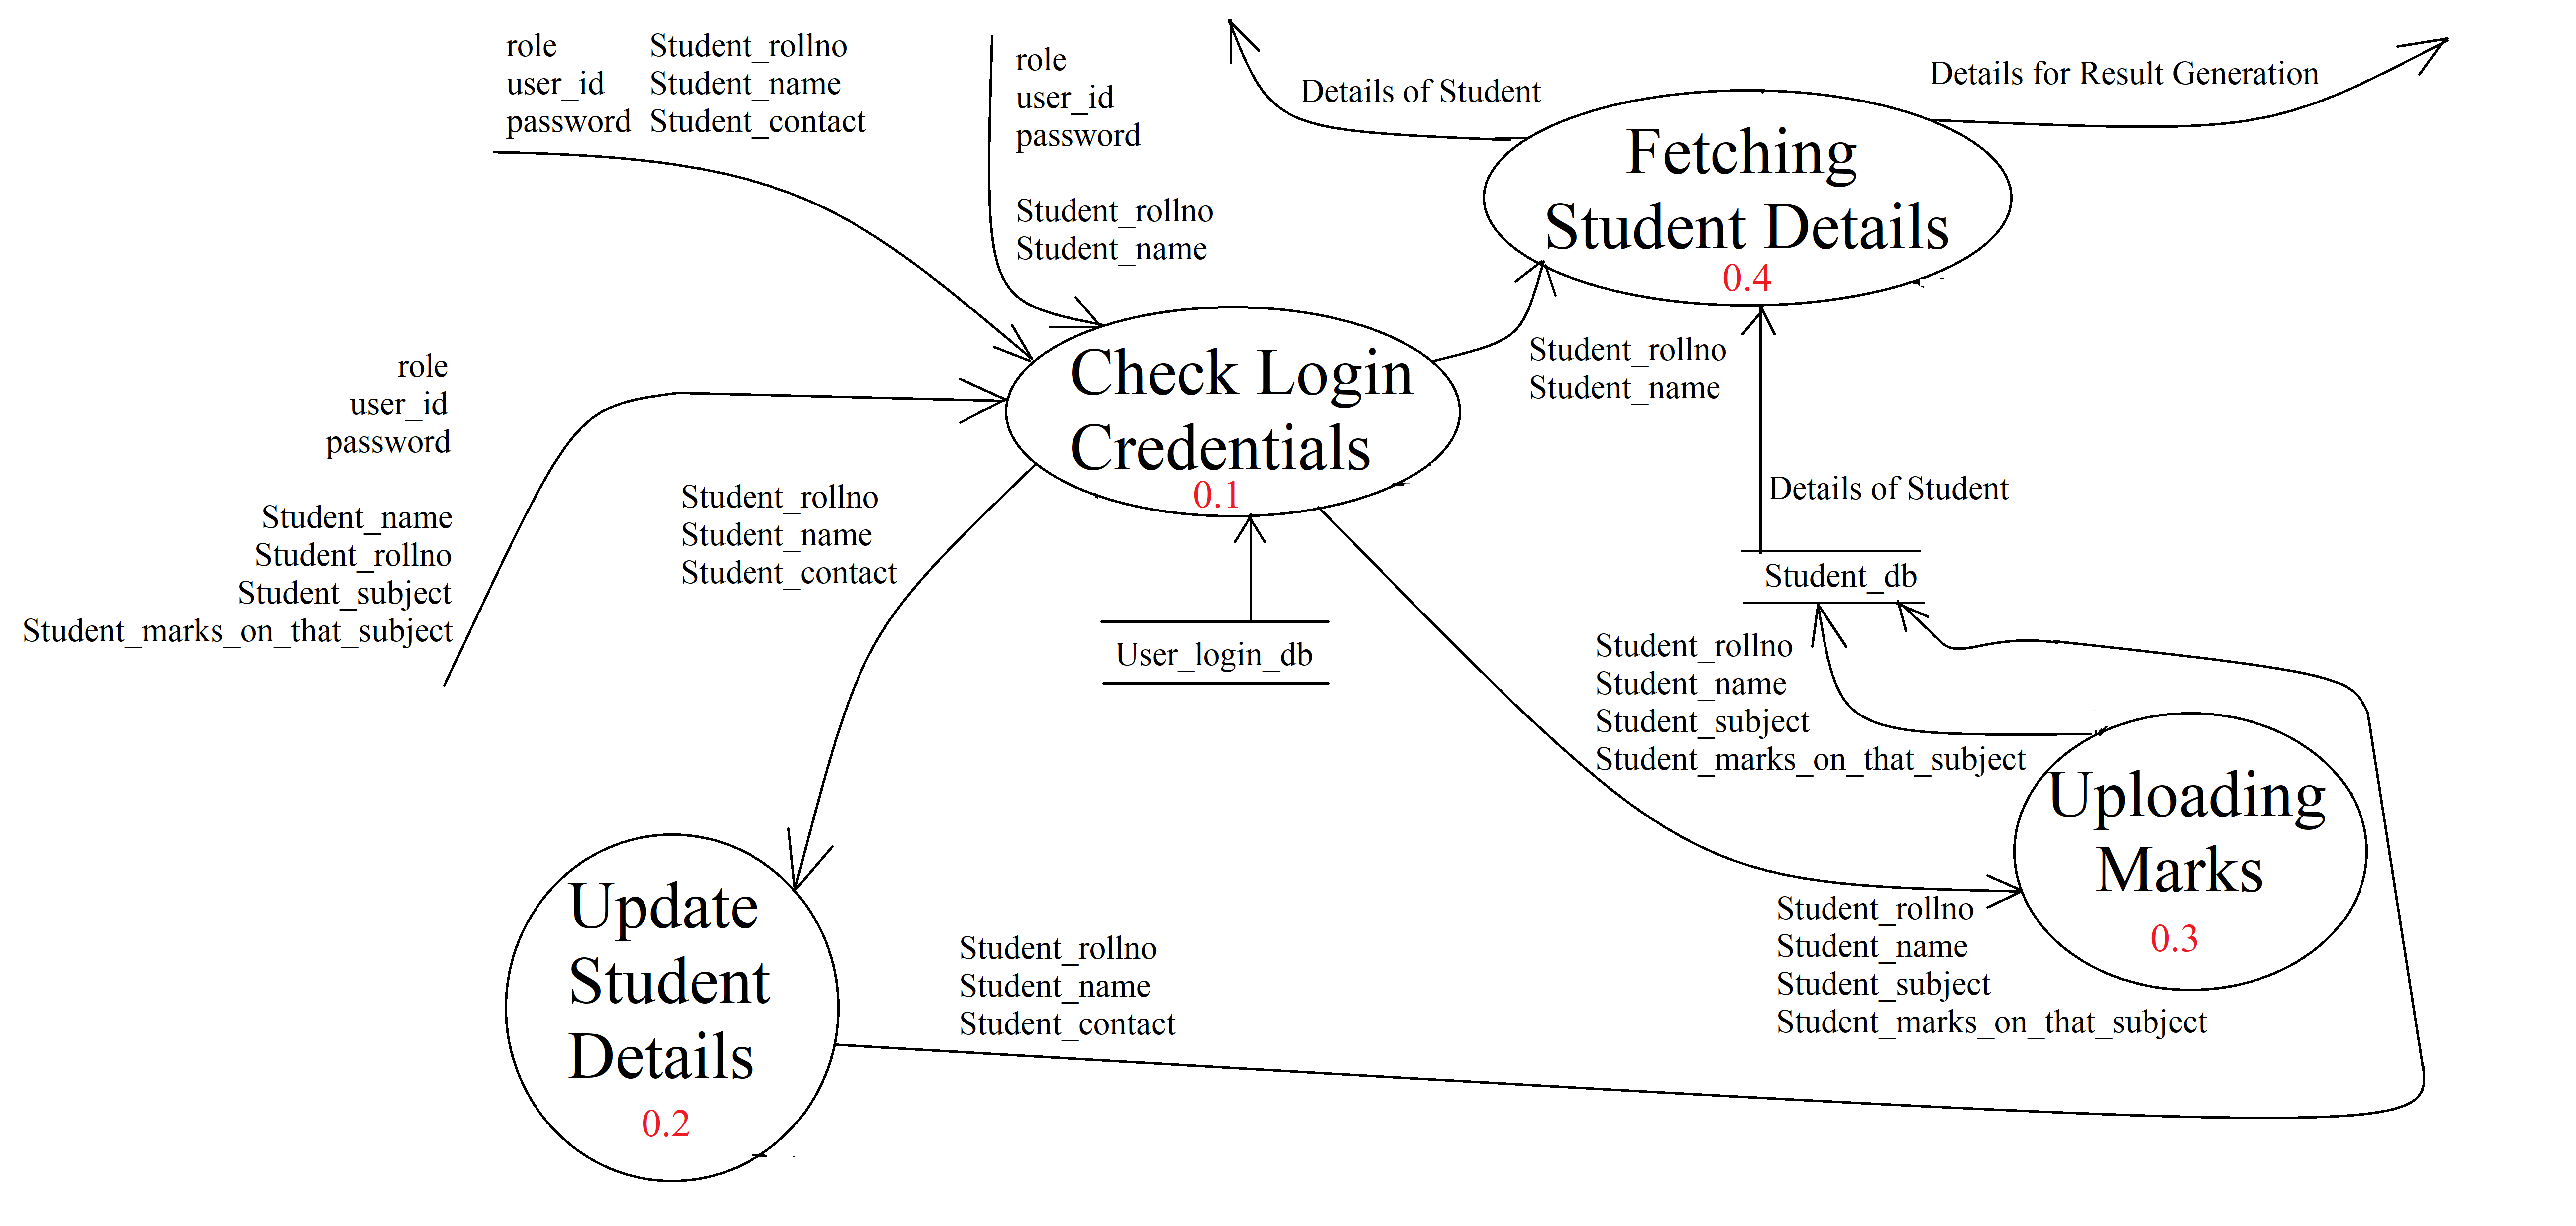 role
user_id
password
Student_rollno
Student_name
Student_contact
role
user_id
password
Student_rollno
Student_name
Details of Student
Details for Result Generation
Fetching
Student Details
0.4
role
user_id
password
Student_name
Student_rollno
Student_subject
Student_marks_on_that_subject
Check Login
Credentials
0.1
Student_rollno
Student_name
Student_rollno
Student_name
Student_contact
Details of Student
User_login_db
Student_db
Student_rollno
Student_name
Student_subject
Student_marks_on_that_subject
Uploading
Marks
0.3
Update
Student
Details
0.2
Student_rollno
Student_name
Student_contact
Student_rollno
Student_name
Student_subject
Student_marks_on_that_subject